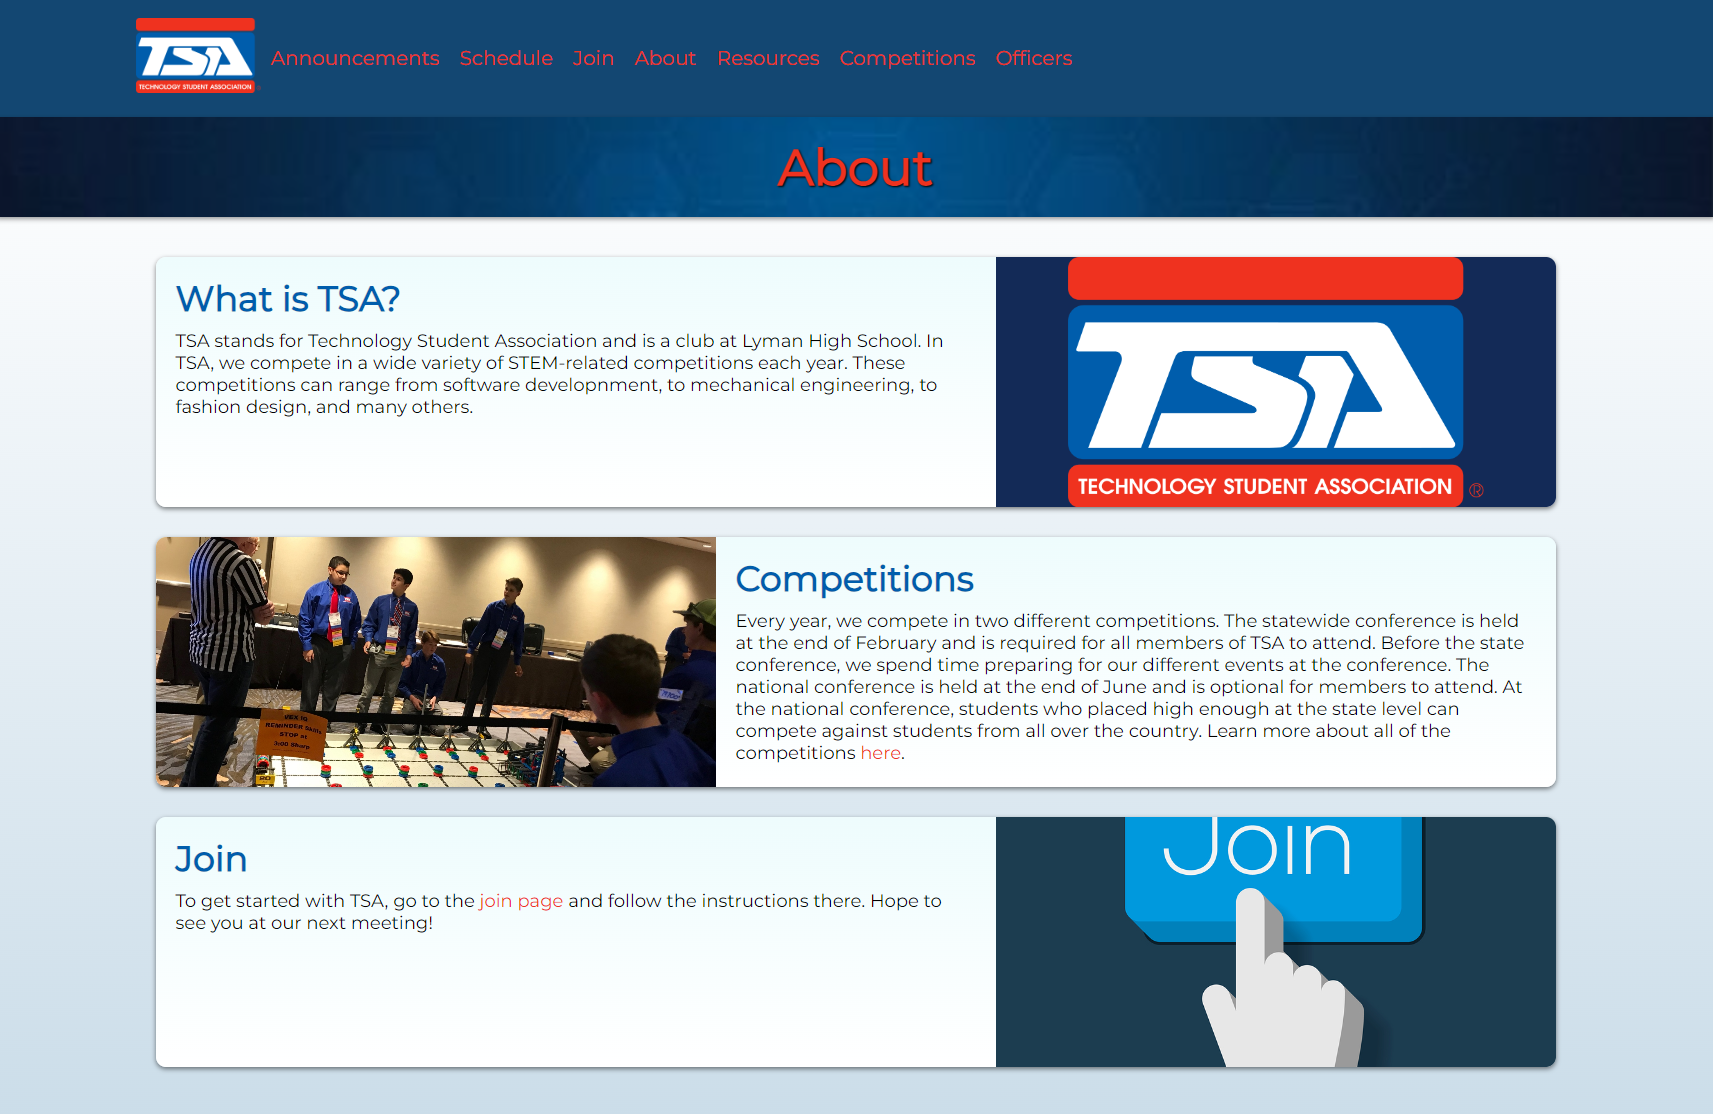 TSA
TECHNOLOGY STUDENT ASSOCIATION
Announcements Schedule Join About Resources Competitions Officers
About
What is TSA?
TSA stands for Technology Student Association and is a club at Lyman High School. In
TSA, we compete in a wide variety of STEM-related competitions each year. These
competitions can range from software developnment, to mechanical engineering, to
fashion design, and many others.
TSA
TECHNOLOGY STUDENT ASSOCIATION ®
REMINDER Skills
STOP at
3:00 Sharp
Competitions
Every year, we compete in two different competitions. The statewide conference is held
at the end of February and is required for all members of TSA to attend. Before the state
conference, we spend time preparing for our different events at the conference. The
national conference is held at the end of June and is optional for members to attend. At
the national conference, students who placed high enough at the state level can
compete against students from all over the country. Learn more about all of the
competitions here.
Join
To get started with TSA, go to the join page and follow the instructions there. Hope to
see you at our next meeting!
Join